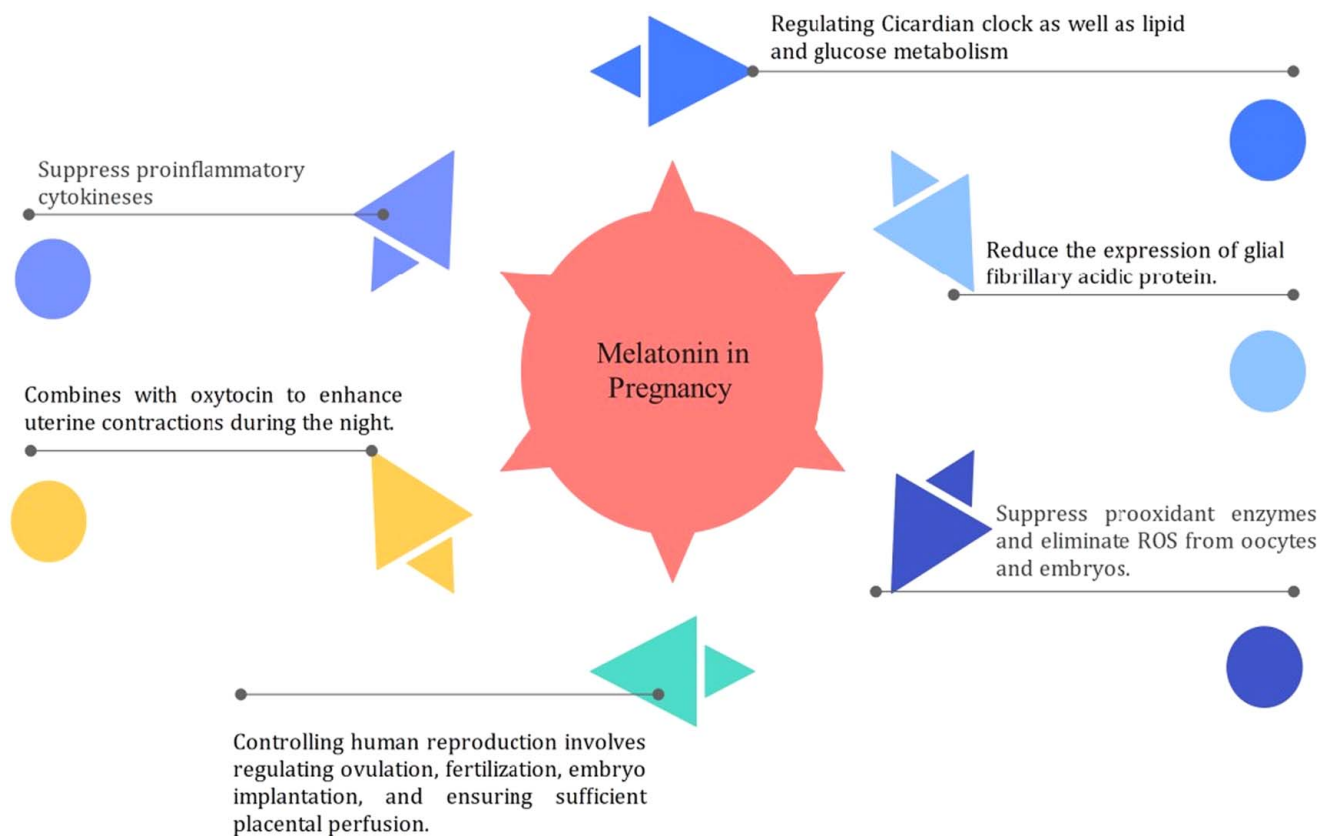 Regulating Cicardian clock as well as lipid
and glucose metabolism
Suppress proinflammatory
cytokineses
Reduce the expression of glial
fibrillary acidic protein.
Melatonin in
Pregnancy
Combines with oxytocin to enhance
uterine contractions during the night.
Suppress prooxidant enzymes
and eliminate ROS from oocytes
and embryos.
Controlling human reproduction involves
regulating ovulation, fertilization, embryo
implantation, and ensuring sufficient
placental perfusion.